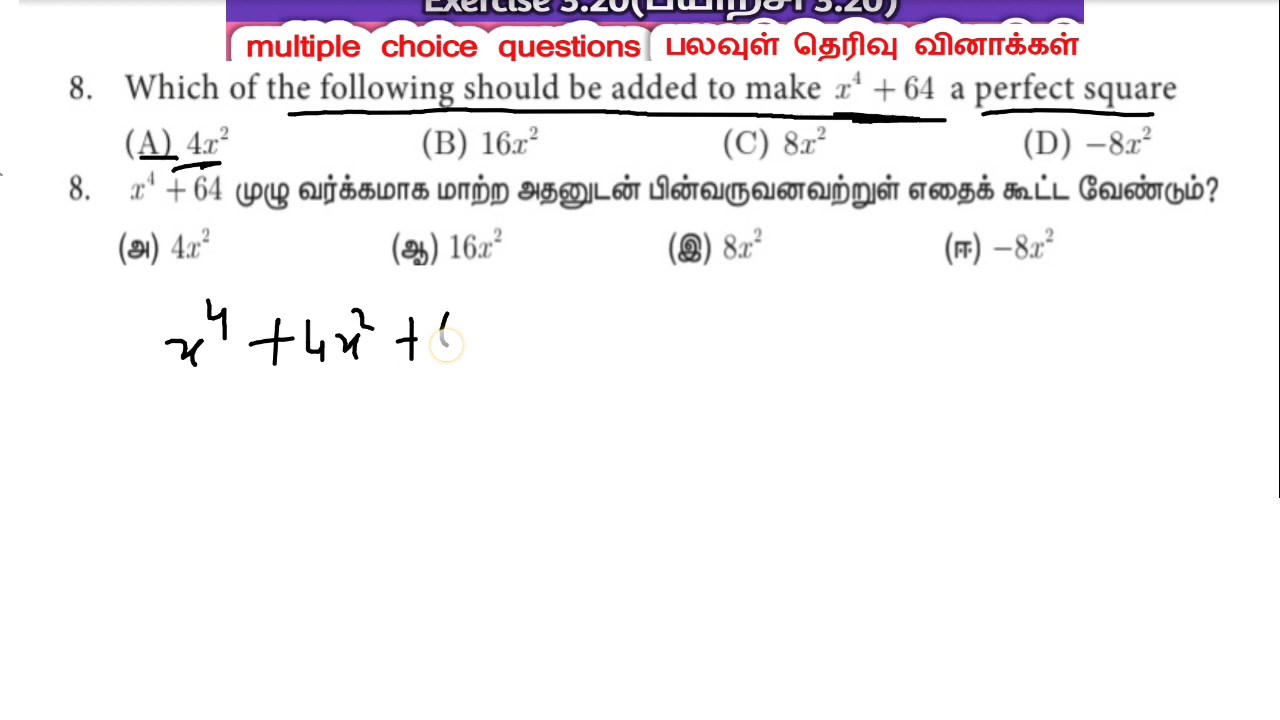 Exercise 3.20(பயிற்சி 3.20)
multiple choice questions பலவுள் தெரிவு வினாக்கள்
8. Which of the following should be added to make x⁴ + 64 a perfect square
(A) 4x² (B) 16x² (C) 8x² (D) −8x²
8. x⁴ + 64 முழு வர்க்கமாக மாற்ற அதனுடன் பின்வருவனவற்றுள் எதைக் கூட்ட வேண்டும்?
(அ) 4x² (ஆ) 16x² (இ) 8x² (ஈ) −8x²
x⁴ + 4x² +